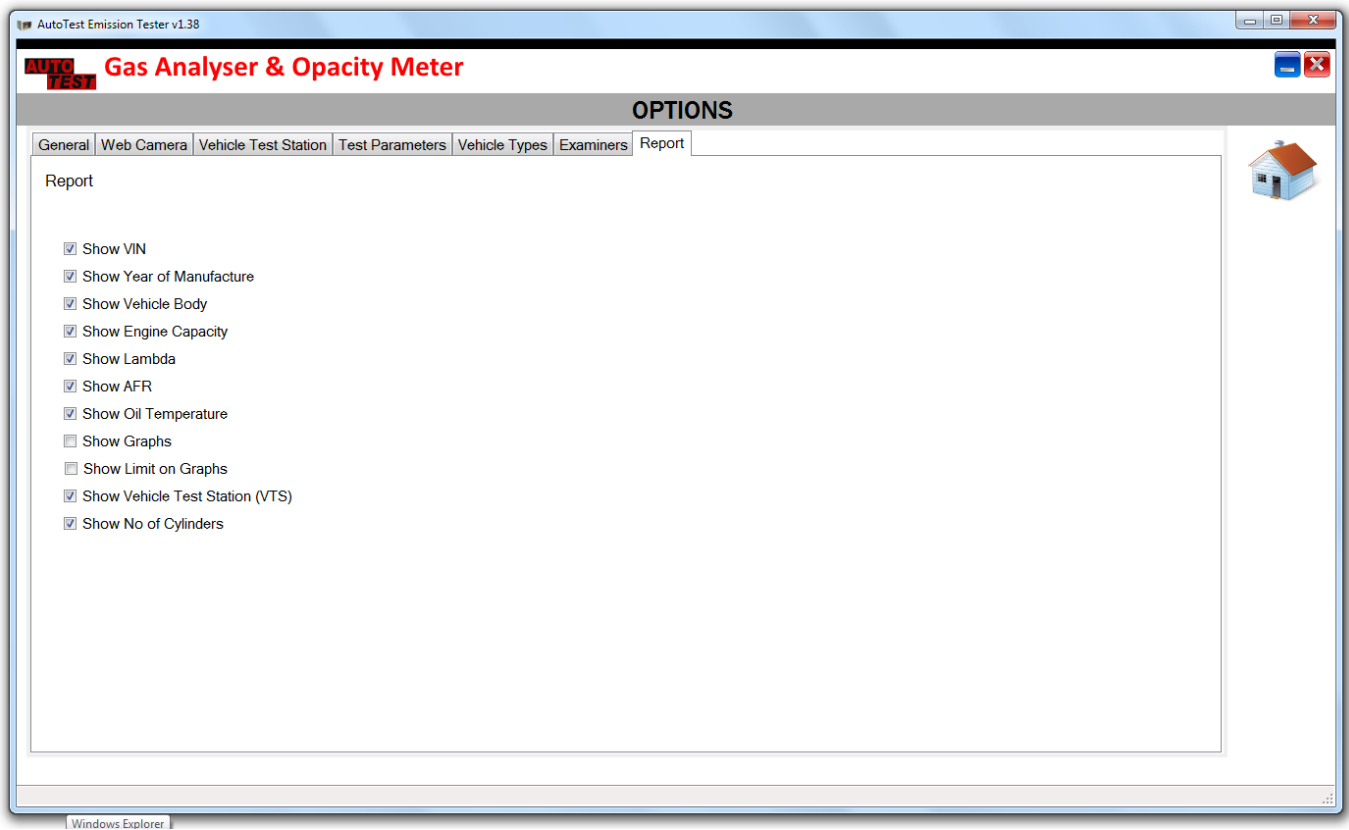 AutoTest Emission Tester v1.38
AUTO TEST Gas Analyser & Opacity Meter
OPTIONS
General Web Camera Vehicle Test Station Test Parameters Vehicle Types Examiners Report
Report
Show VIN
Show Year of Manufacture
Show Vehicle Body
Show Engine Capacity
Show Lambda
Show AFR
Show Oil Temperature
Show Graphs
Show Limit on Graphs
Show Vehicle Test Station (VTS)
Show No of Cylinders
Windows Explorer